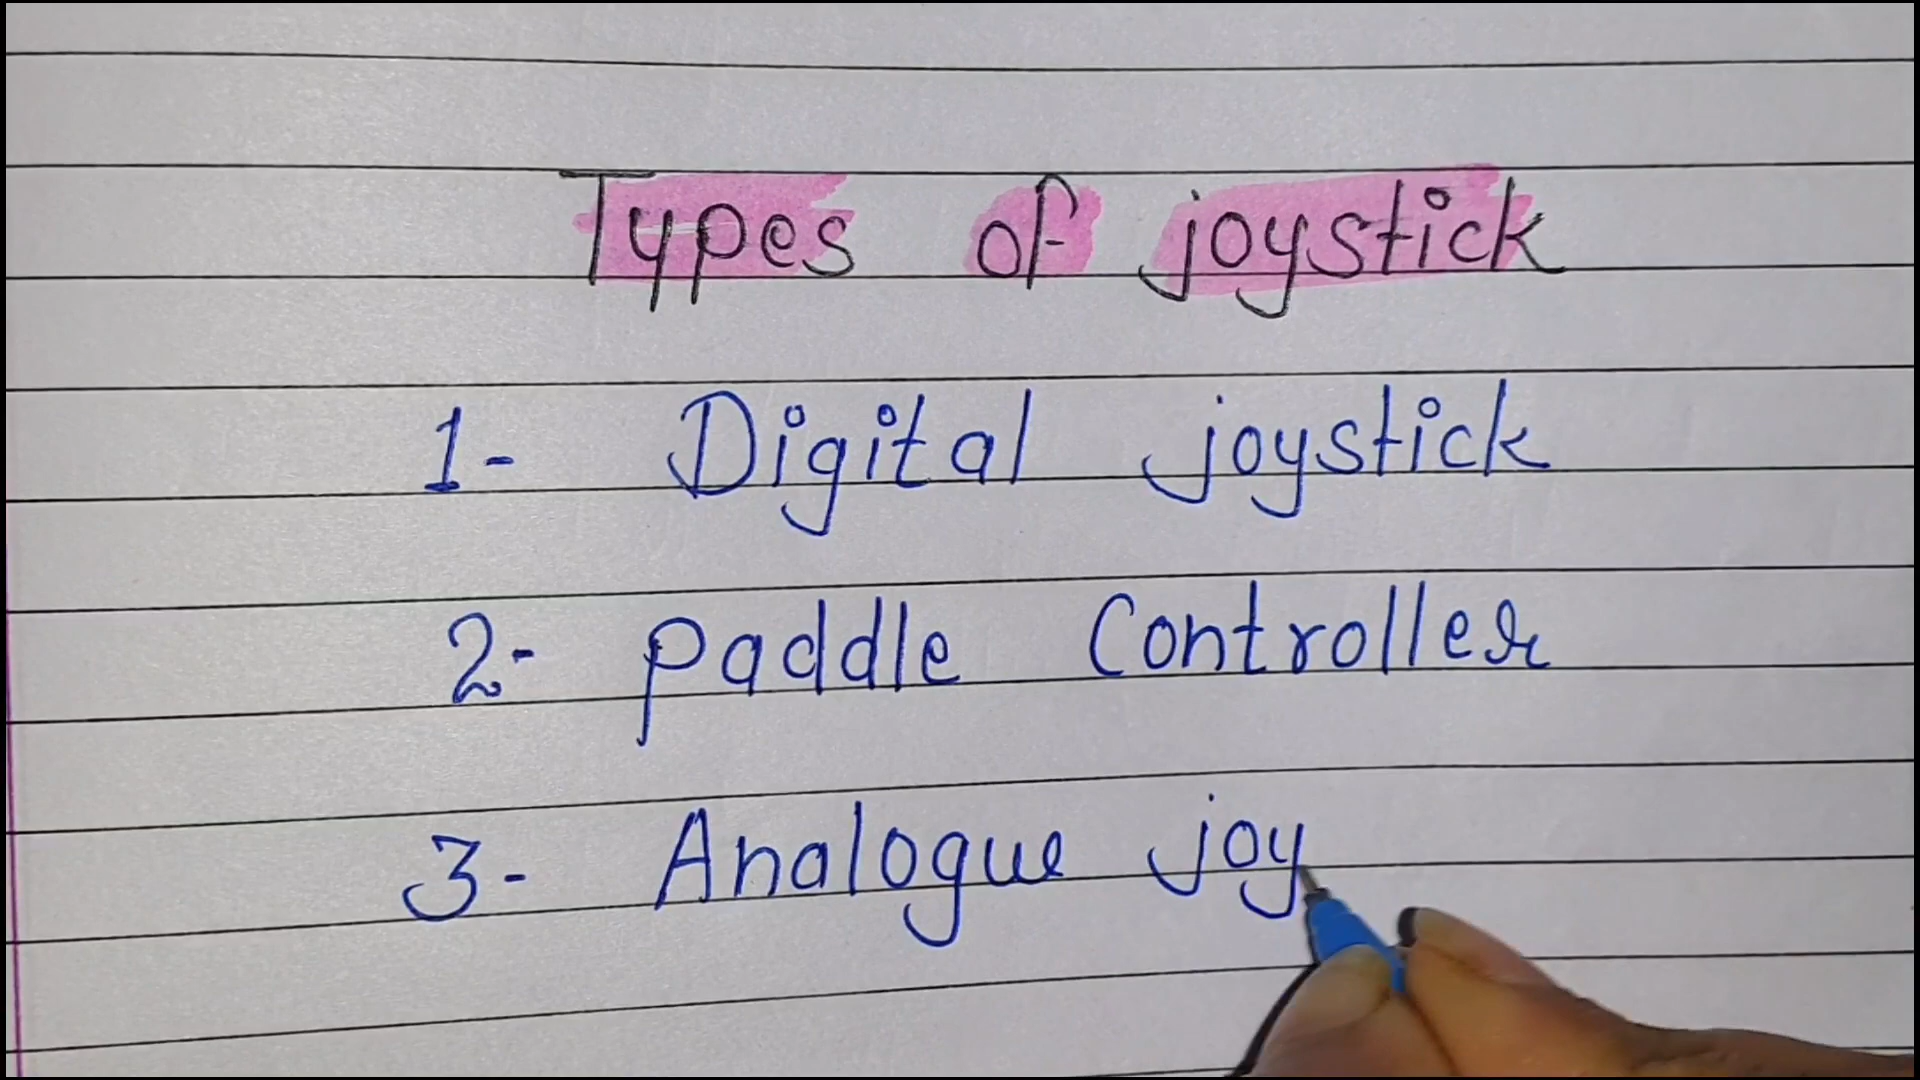 Types of joystick
1- Digital joystick
2- Paddle Controller
3- Analogue joy